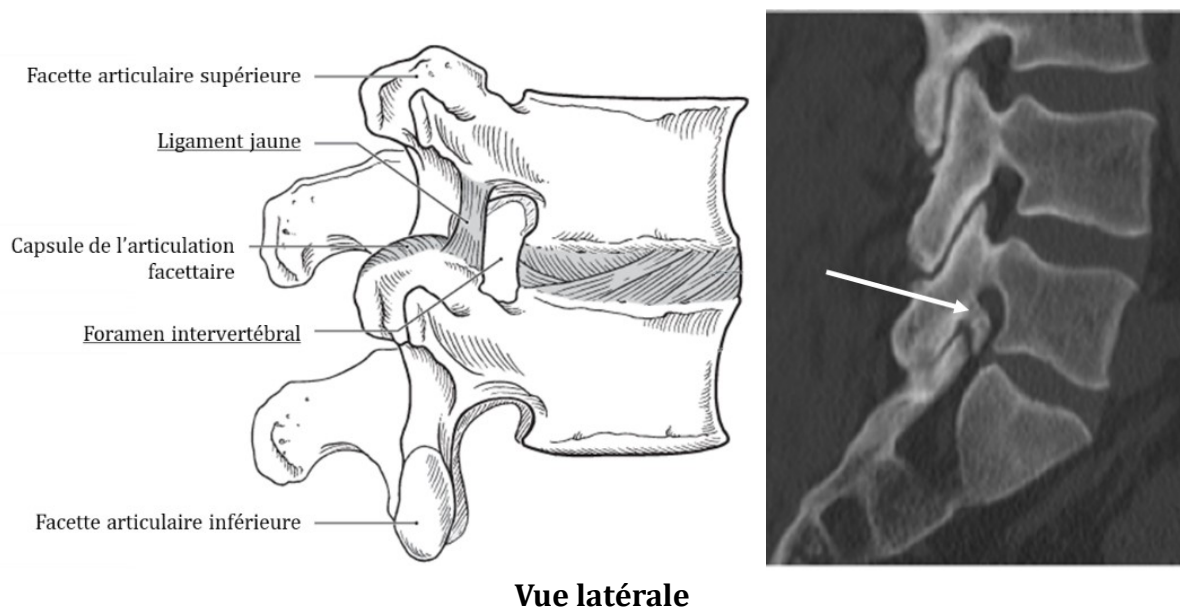 Facette articulaire supérieure
Ligament jaune
Capsule de l’articulation
facettaire
Foramen intervertébral
Facette articulaire inférieure
Vue latérale